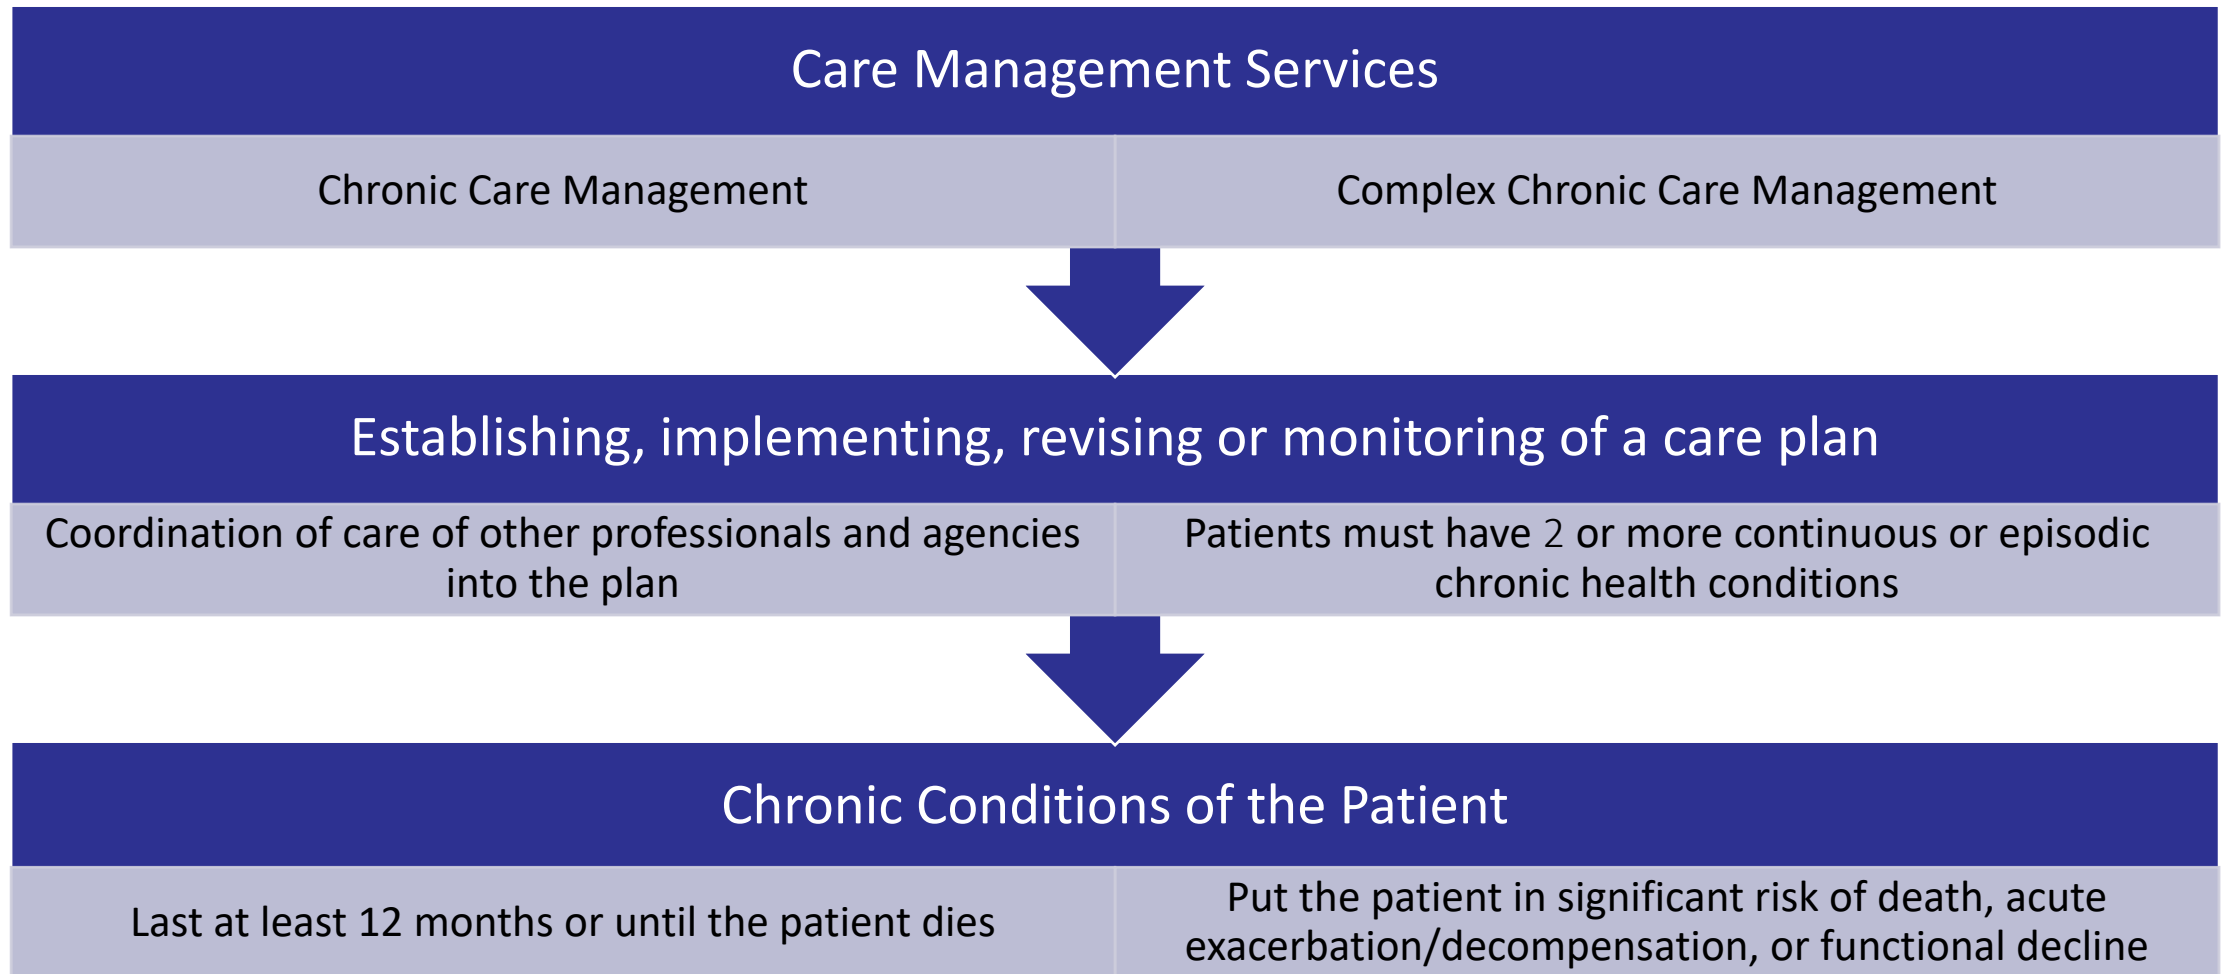 Care Management Services
Chronic Care Management
Complex Chronic Care Management
Establishing, implementing, revising or monitoring of a care plan
Coordination of care of other professionals and agencies
into the plan
Patients must have 2 or more continuous or episodic
chronic health conditions
Chronic Conditions of the Patient
Last at least 12 months or until the patient dies
Put the patient in significant risk of death, acute
exacerbation/decompensation, or functional decline